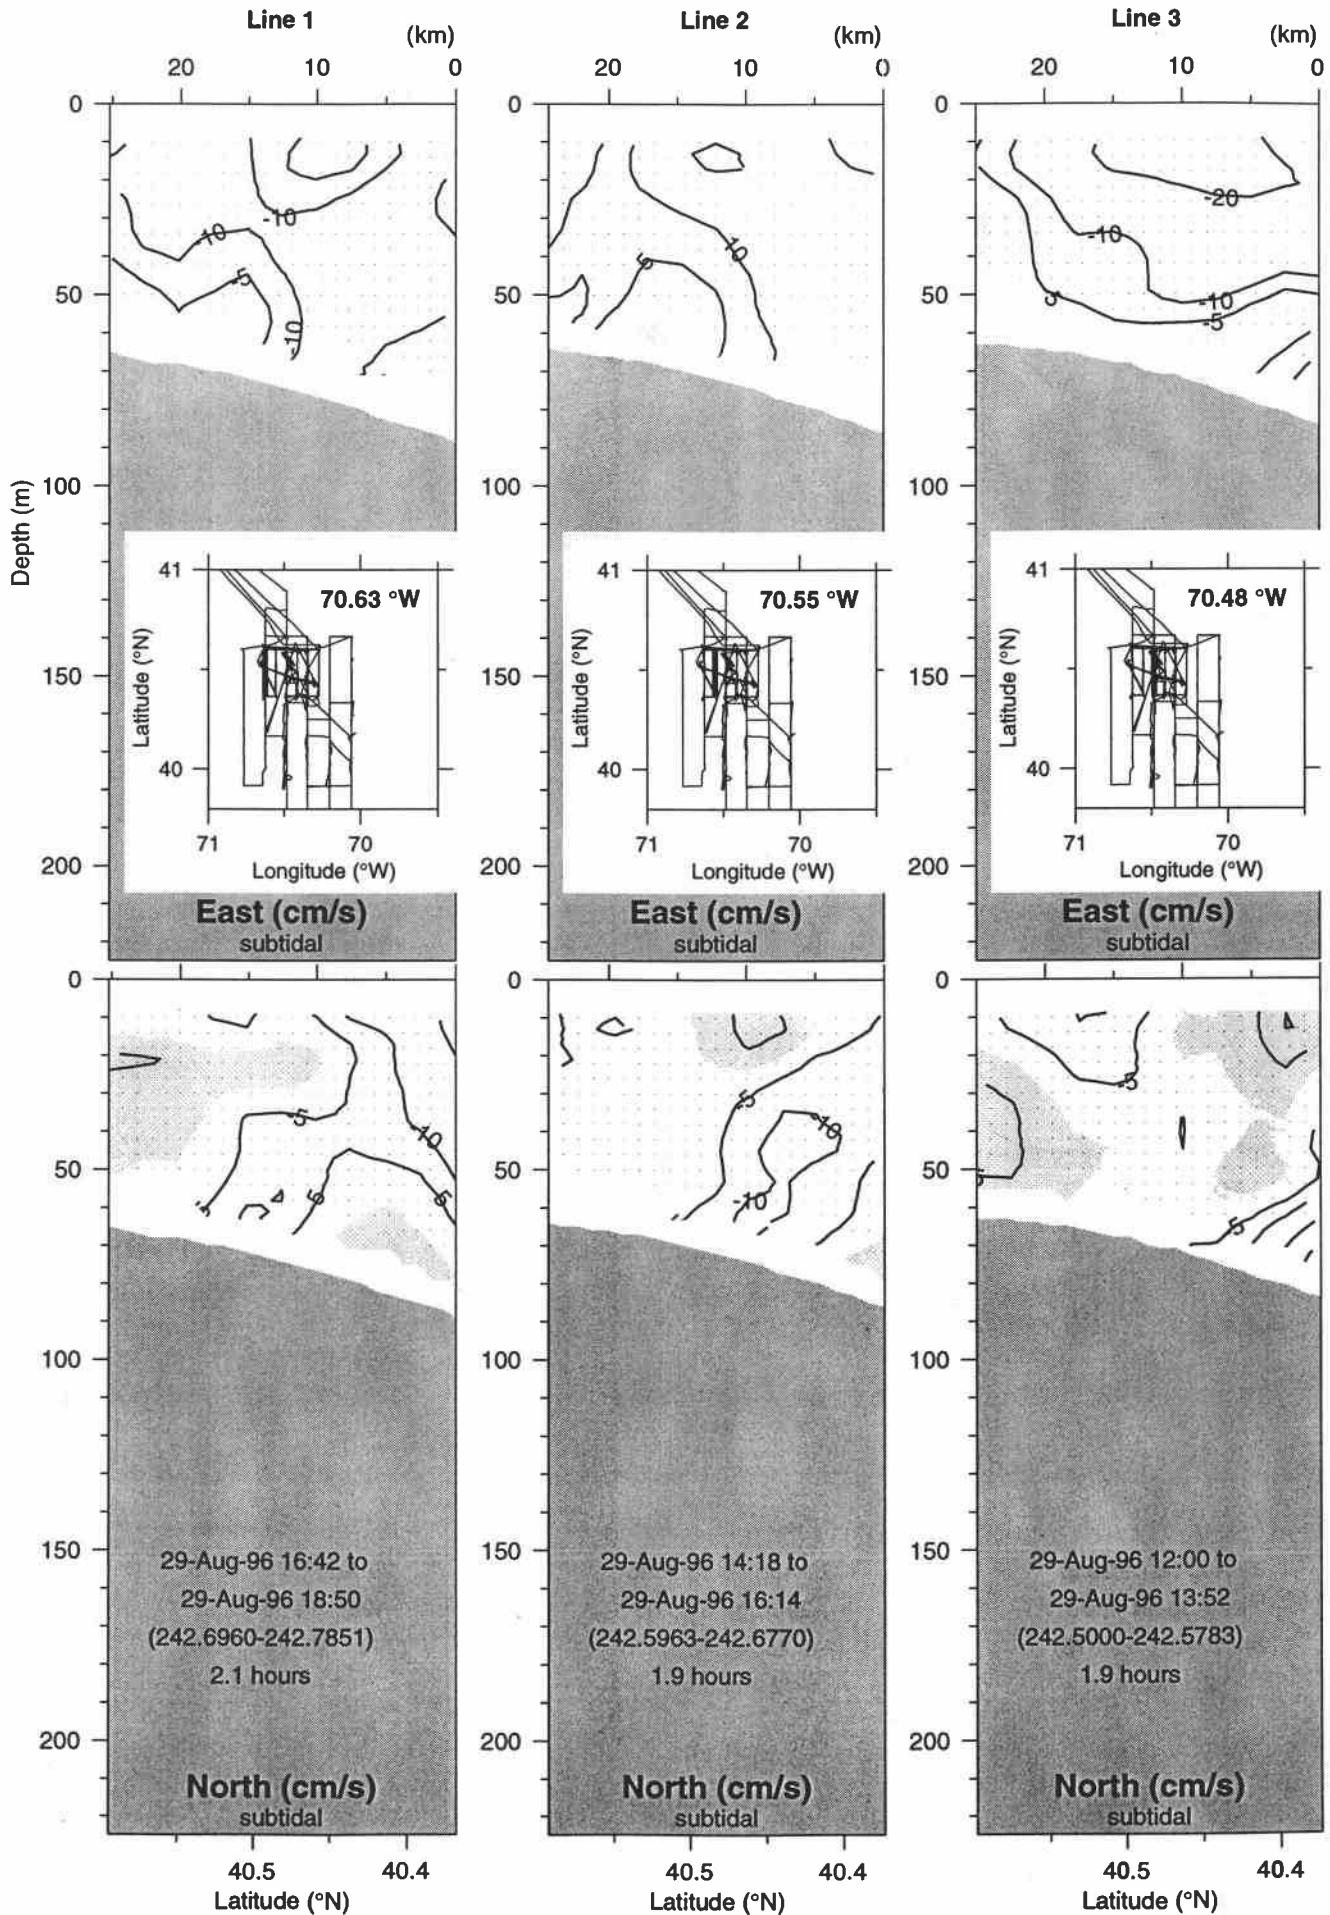 Line 1 Line 2 Line 3
(km) (km) (km)
20 10 0 20 10 0 20 10 0
0 0 0
-10 -20
-10 10 -10
-5 5 5 -10
50 50 50
-10 -5
100 100 100
Depth (m)
41 70.63 °W 41 70.55 °W 41 70.48 °W
Latitude (°N) Latitude (°N) Latitude (°N)
150 150 150
40 40 40
71 70 71 70 71 70
200 200 200
Longitude (°W) Longitude (°W) Longitude (°W)
East (cm/s) East (cm/s) East (cm/s)
subtidal subtidal subtidal
0 0 0
-5 -5 -5
-10 -10
50 50 50
5 5 -10 5
100 100 100
150 150 150
29-Aug-96 16:42 to 29-Aug-96 14:18 to 29-Aug-96 12:00 to
29-Aug-96 18:50 29-Aug-96 16:14 29-Aug-96 13:52
(242.6960-242.7851) (242.5963-242.6770) (242.5000-242.5783)
2.1 hours 1.9 hours 1.9 hours
200 200 200
North (cm/s) North (cm/s) North (cm/s)
subtidal subtidal subtidal
40.5 40.4 40.5 40.4 40.5 40.4
Latitude (°N) Latitude (°N) Latitude (°N)